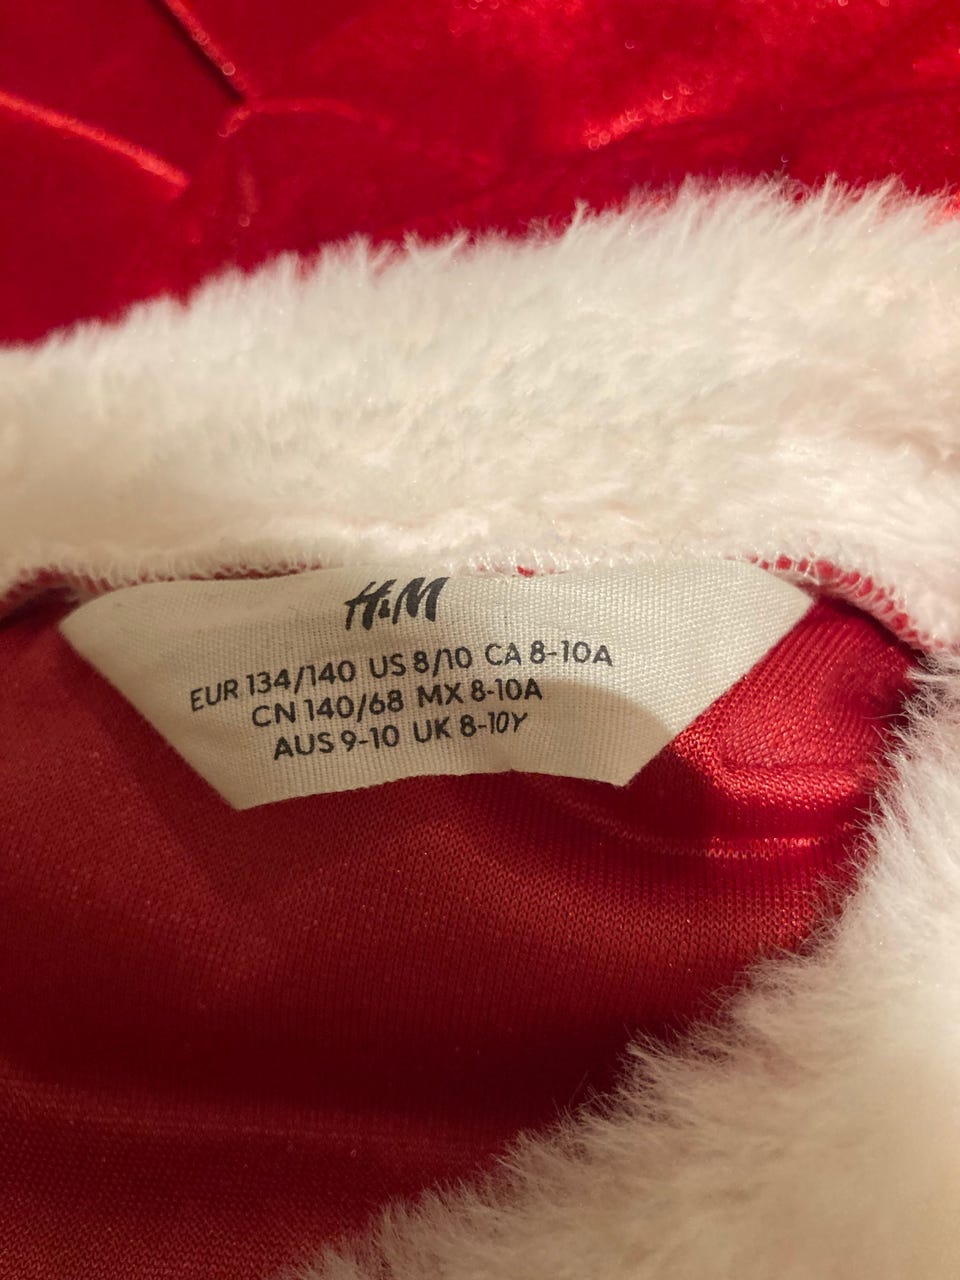 H&M
EUR 134/140 US 8/10 CA 8-10A
CN 140/68 MX 8-10A
AUS 9-10 UK 8-10Y